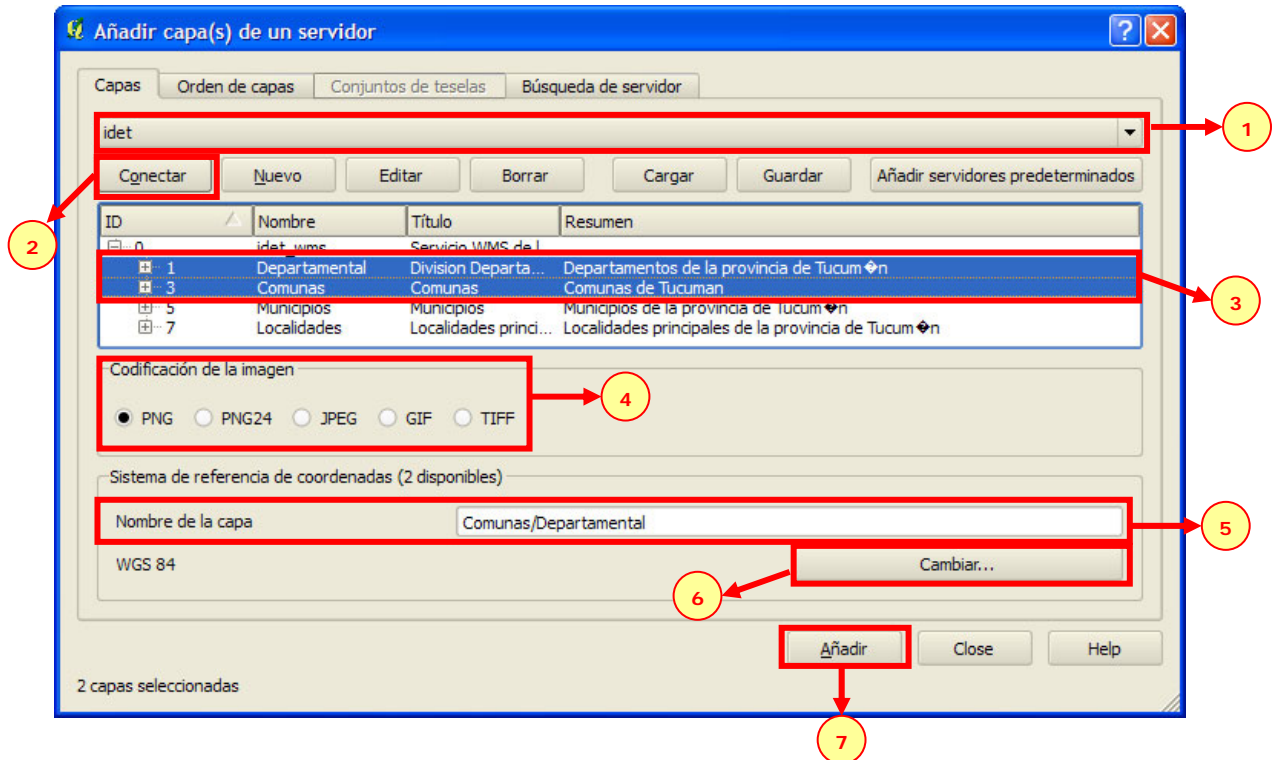 Añadir capa(s) de un servidor
Capas Orden de capas Conjuntos de teselas Búsqueda de servidor
idet
1
Conectar Nuevo Editar Borrar Cargar Guardar Añadir servidores predeterminados
2
ID Nombre Título Resumen
0 idet_wms Servicio WMS de l
1 Departamental Division Departa... Departamentos de la provincia de Tucum�n
3 Comunas Comunas Comunas de Tucuman
3
5 Municipios Municipios Municipios de la provincia de Tucum�n
7 Localidades Localidades princi... Localidades principales de la provincia de Tucum�n
Codificación de la imagen
4
PNG PNG24 JPEG GIF TIFF
Sistema de referencia de coordenadas (2 disponibles)
Nombre de la capa Comunas/Departamental
5
WGS 84 Cambiar...
6
Añadir Close Help
2 capas seleccionadas
7